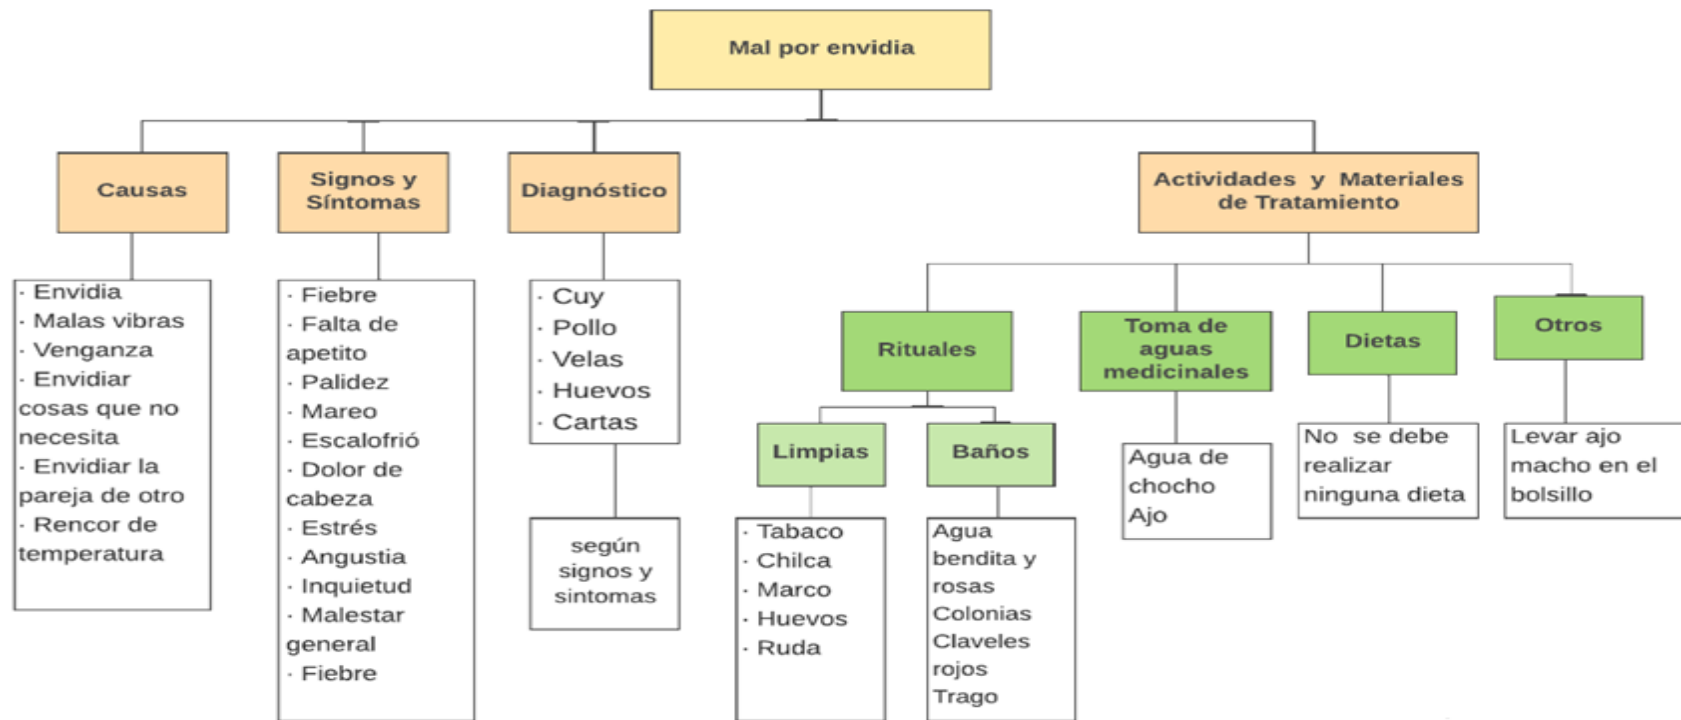 Mal por envidia
Causas
Signos y
Síntomas
Diagnóstico
Actividades y Materiales
de Tratamiento
· Envidia
· Malas vibras
· Venganza
· Envidiar
cosas que no
necesita
· Envidiar la
pareja de otro
· Rencor de
temperatura
· Fiebre
· Falta de
apetito
· Palidez
· Mareo
· Escalofrió
· Dolor de
cabeza
· Estrés
· Angustia
· Inquietud
· Malestar
general
· Fiebre
· Cuy
· Pollo
· Velas
· Huevos
· Cartas
según
signos y
sintomas
Rituales
Limpias
· Tabaco
· Chilca
· Marco
· Huevos
· Ruda
Baños
Agua
bendita y
rosas
Colonias
Claveles
rojos
Trago
Toma de
aguas
medicinales
Agua de
chocho
Ajo
Dietas
No se debe
realizar
ninguna dieta
Otros
Levar ajo
macho en el
bolsillo